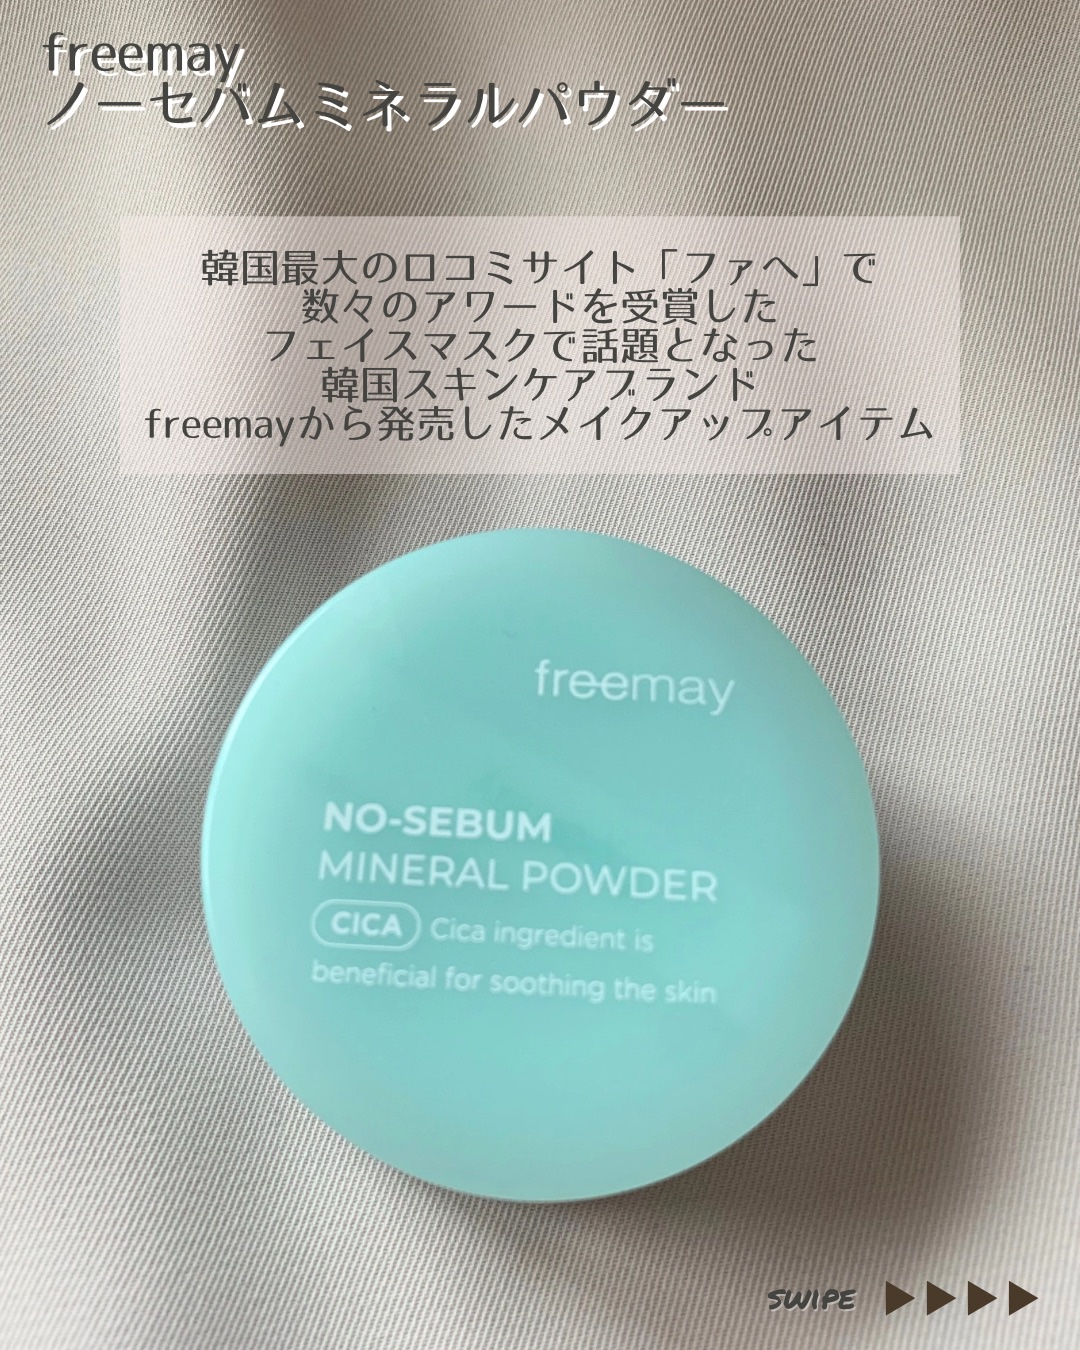 freemay
ノーセバムミネラルパウダー
韓国最大の口コミサイト「ファへ」で
数々のアワードを受賞した
フェイスマスクで話題となった
韓国スキンケアブランド
freemayから発売したメイクアップアイテム
freemay
NO-SEBUM
MINERAL POWDER
CICA Cica ingredient is
beneficial for soothing the skin
SWIPE